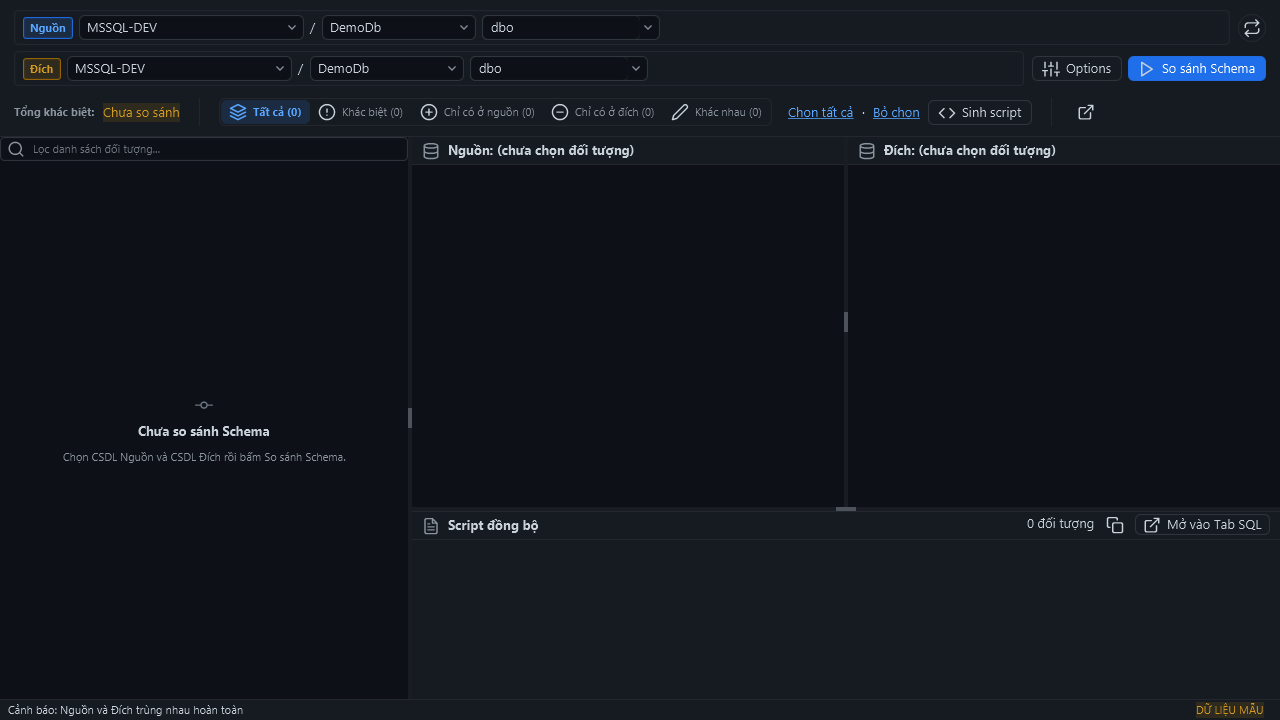 Nguồn MSSQL-DEV / DemoDb dbo
Đích MSSQL-DEV / DemoDb dbo Options So sánh Schema
Tổng khác biệt: Chưa so sánh Tất cả (0) Khác biệt (0) Chỉ có ở nguồn (0) Chỉ có ở đích (0) Khác nhau (0) Chọn tất cả · Bỏ chọn Sinh script
Lọc danh sách đối tượng...
Nguồn: (chưa chọn đối tượng)
Đích: (chưa chọn đối tượng)
Chưa so sánh Schema
Chọn CSDL Nguồn và CSDL Đích rồi bấm So sánh Schema.
Script đồng bộ 0 đối tượng Mở vào Tab SQL
Cảnh báo: Nguồn và Đích trùng nhau hoàn toàn DỮ LIỆU MẪU